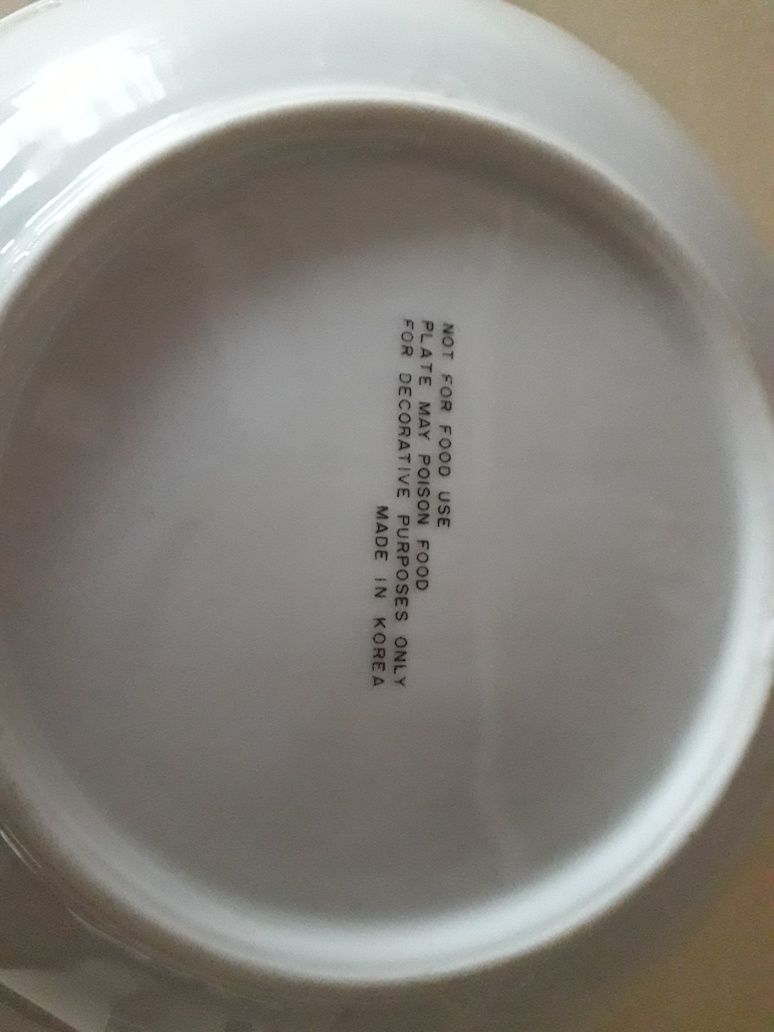 NOT FOR FOOD USE
PLATE MAY POISON FOOD
FOR DECORATIVE PURPOSES ONLY
MADE IN KOREA